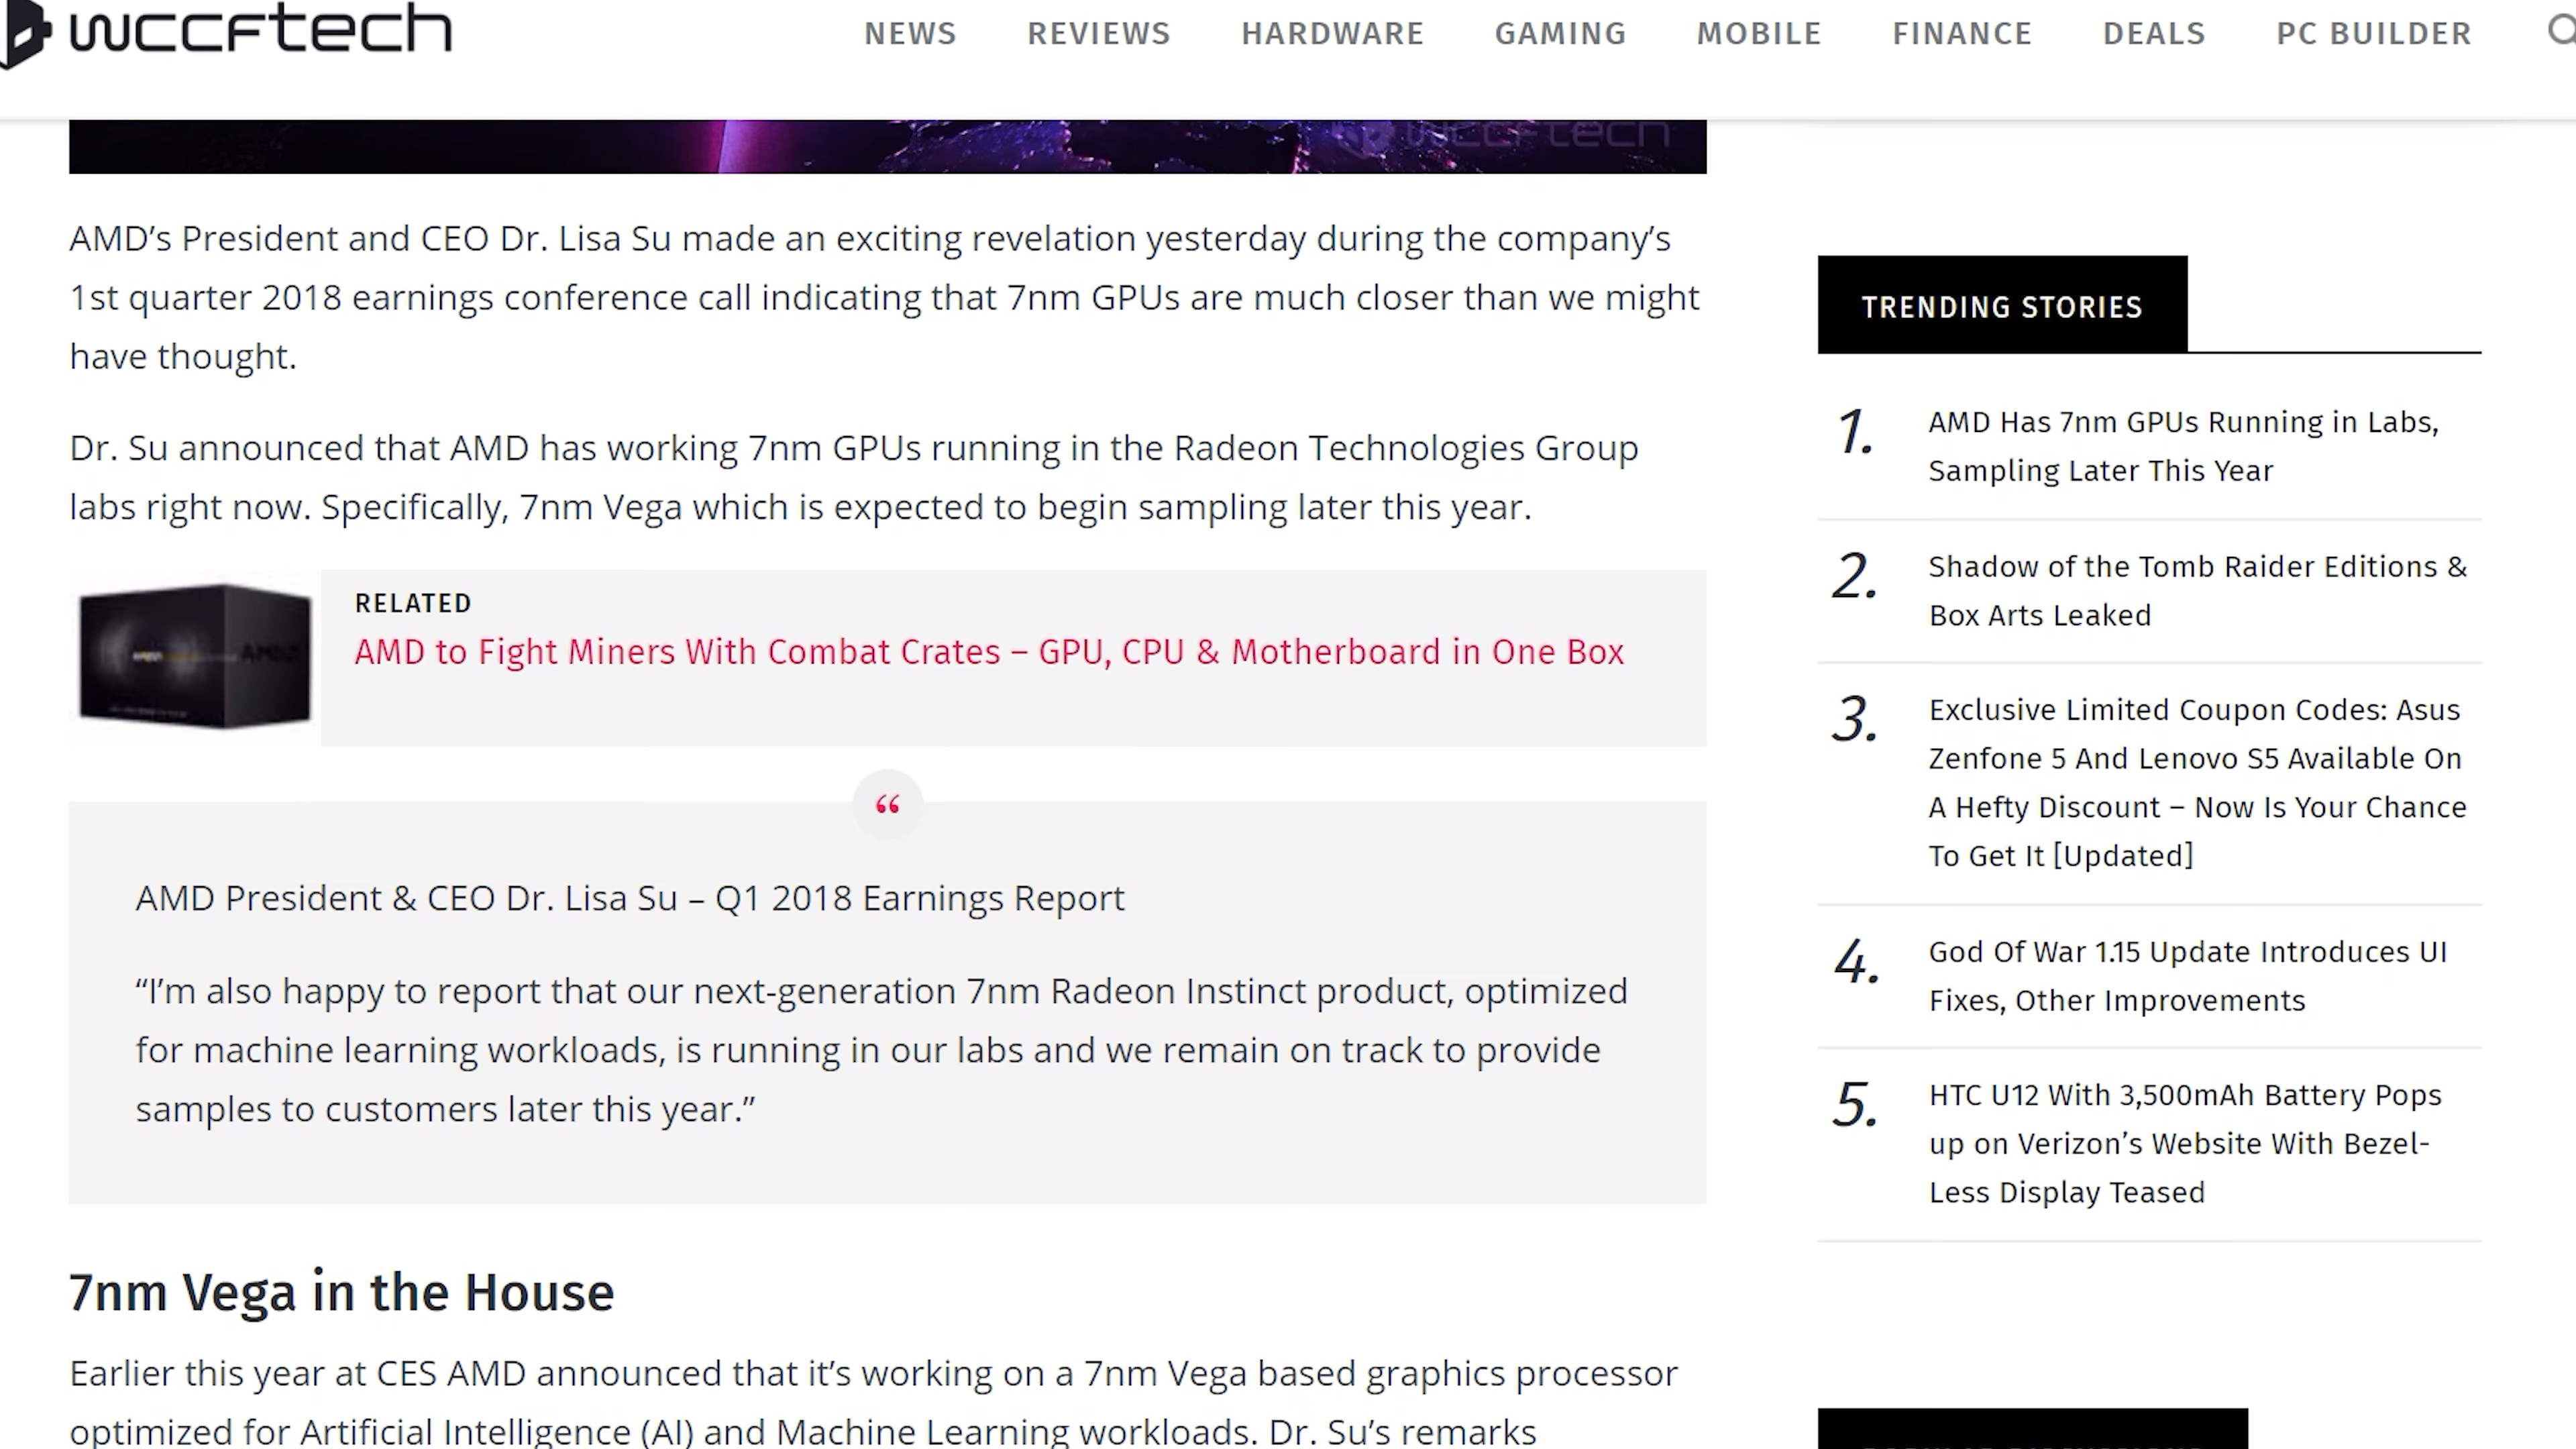 wccftech
NEWS
REVIEWS
HARDWARE
GAMING
MOBILE
FINANCE
DEALS
PC BUILDER
wccftech
AMD’s President and CEO Dr. Lisa Su made an exciting revelation yesterday during the company’s
1st quarter 2018 earnings conference call indicating that 7nm GPUs are much closer than we might
have thought.
Dr. Su announced that AMD has working 7nm GPUs running in the Radeon Technologies Group
labs right now. Specifically, 7nm Vega which is expected to begin sampling later this year.
RELATED
AMD to Fight Miners With Combat Crates – GPU, CPU & Motherboard in One Box
“
AMD President & CEO Dr. Lisa Su – Q1 2018 Earnings Report
“I’m also happy to report that our next-generation 7nm Radeon Instinct product, optimized
for machine learning workloads, is running in our labs and we remain on track to provide
samples to customers later this year.”
7nm Vega in the House
Earlier this year at CES AMD announced that it’s working on a 7nm Vega based graphics processor
optimized for Artificial Intelligence (AI) and Machine Learning workloads. Dr. Su’s remarks
TRENDING STORIES
1.
AMD Has 7nm GPUs Running in Labs,
Sampling Later This Year
2.
Shadow of the Tomb Raider Editions &
Box Arts Leaked
3.
Exclusive Limited Coupon Codes: Asus
Zenfone 5 And Lenovo S5 Available On
A Hefty Discount – Now Is Your Chance
To Get It [Updated]
4.
God Of War 1.15 Update Introduces UI
Fixes, Other Improvements
5.
HTC U12 With 3,500mAh Battery Pops
up on Verizon’s Website With Bezel-
Less Display Teased